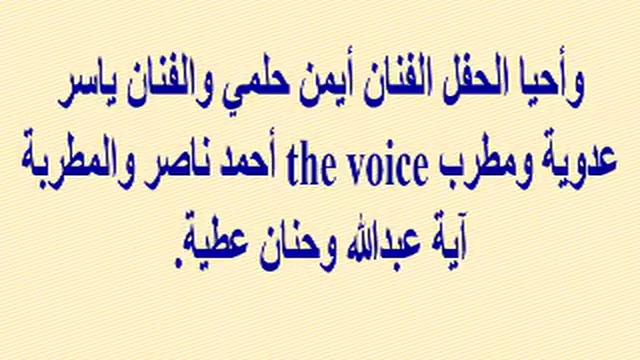 وأحيا الحفل الفنان أيمن حلمي والفنان ياسر
عدوية ومطرب the voice أحمد ناصر والمطربة
آية عبدالله وحنان عطية.